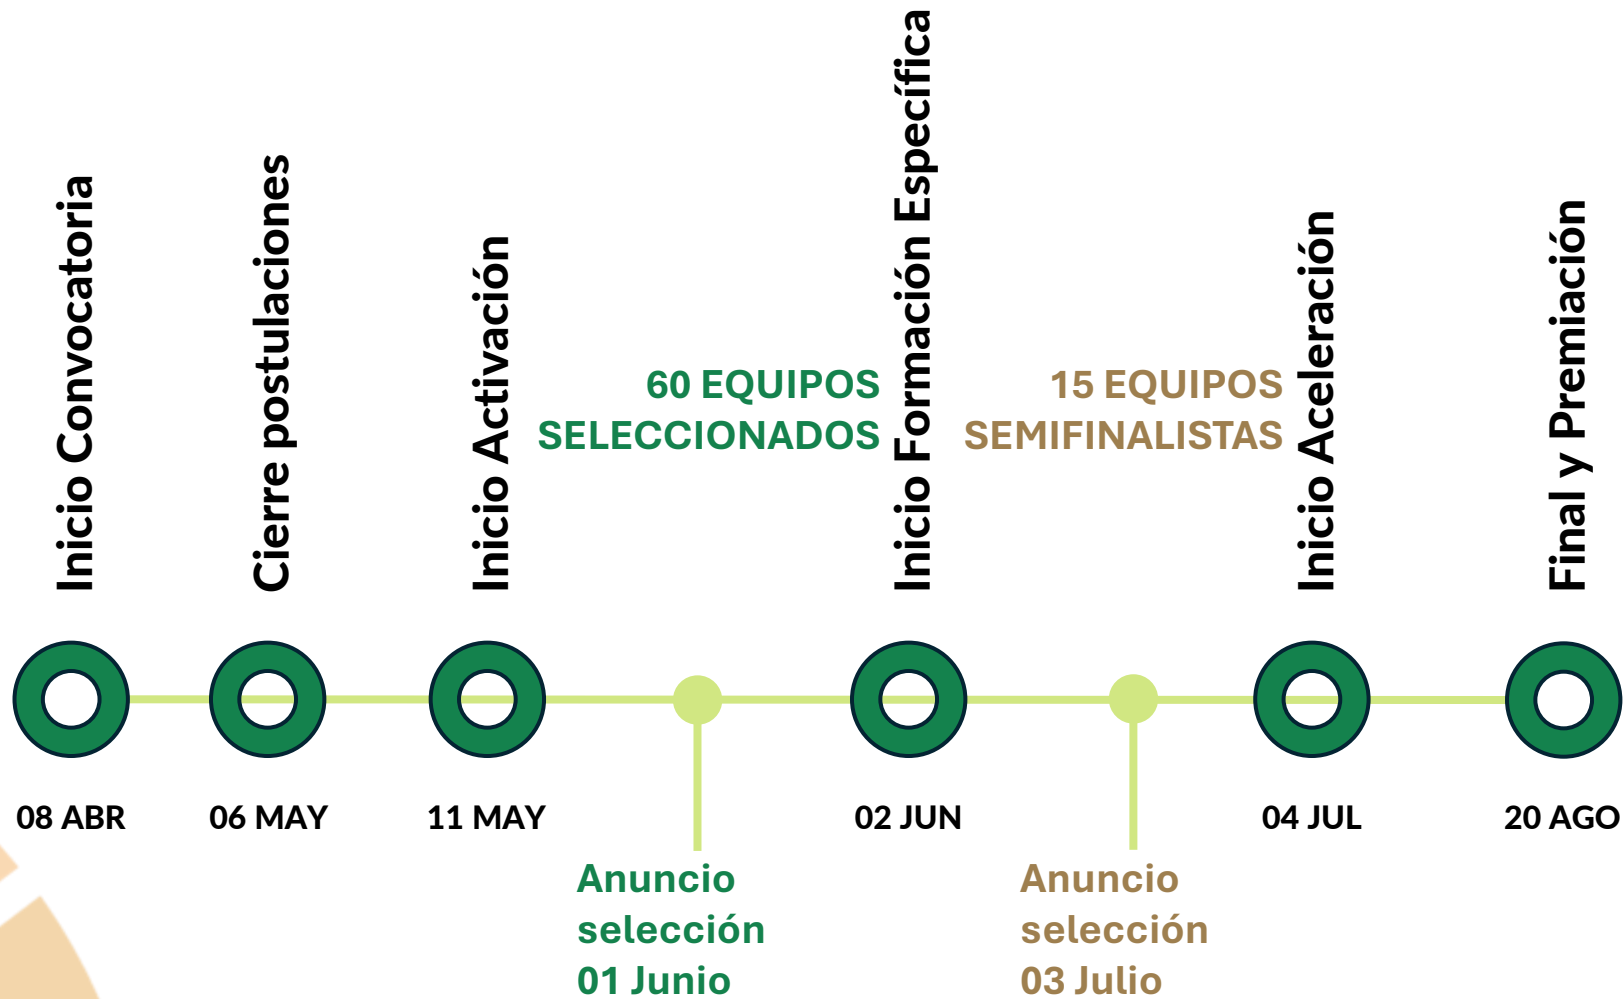 Inicio Convocatoria
Cierre postulaciones
Inicio Activación
60 EQUIPOS
SELECCIONADOS
Inicio Formación Específica
15 EQUIPOS
SEMIFINALISTAS
Inicio Aceleración
Final y Premiación
08 ABR
06 MAY
11 MAY
02 JUN
04 JUL
20 AGO
Anuncio
selección
01 Junio
Anuncio
selección
03 Julio